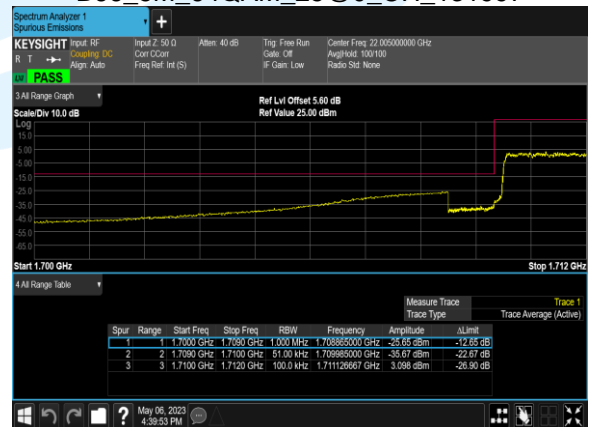 Spectrum Analyzer 1
Spurious Emissions
+
KEYSIGHT
R T
LV PASS
Input: RF
Coupling: DC
Align: Auto
Input Z: 50 Ω
Corr CCorr
Freq Ref: Int (S)
Atten: 40 dB
Trig: Free Run
Gate: Off
IF Gain: Low
Center Freq: 22.005000000 GHz
Avg|Hold: 100/100
Radio Std: None
3 All Range Graph
Scale/Div 10.0 dB
Ref Lvl Offset 5.60 dB
Ref Value 25.00 dBm
Log
15.0
5.00
-5.00
-15.0
-25.0
-35.0
-45.0
-55.0
-65.0
Start 1.700 GHz
Stop 1.712 GHz
4 All Range Table
Measure Trace Trace 1
Trace Type Trace Average (Active)
Spur Range Start Freq Stop Freq RBW Frequency Amplitude ΔLimit
1 1 1.7000 GHz 1.7090 GHz 1.000 MHz 1.708865000 GHz -25.65 dBm -12.65 dB
2 2 1.7090 GHz 1.7100 GHz 51.00 kHz 1.709985000 GHz -35.67 dBm -22.67 dB
3 3 1.7100 GHz 1.7120 GHz 100.0 kHz 1.711126667 GHz 3.098 dBm -26.90 dB
?
May 06, 2023
4:39:53 PM